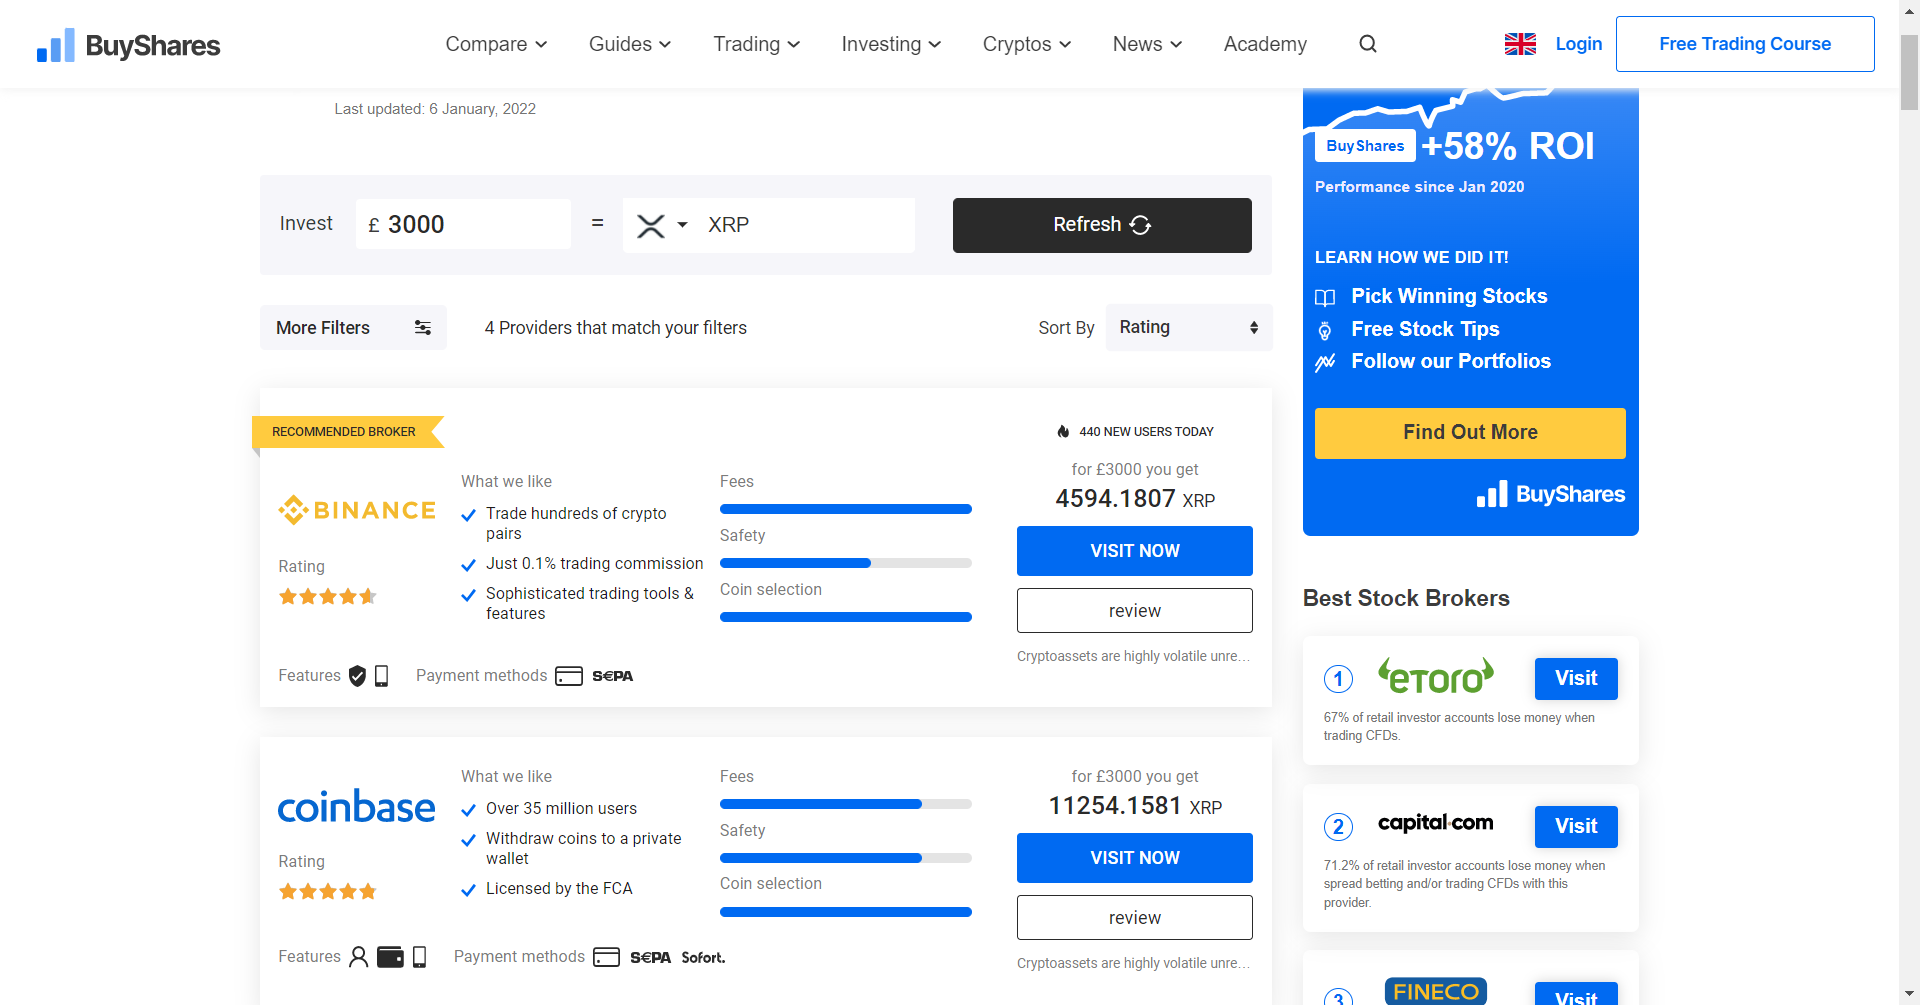 BuyShares
Compare
Guides
Trading
Investing
Cryptos
News
Academy
Login
Free Trading Course
Last updated: 6 January, 2022
Invest
£ 3000
=
XRP
Refresh
More Filters
4 Providers that match your filters
Sort By
Rating
RECOMMENDED BROKER
BINANCE
Rating
What we like
Trade hundreds of crypto
pairs
Just 0.1% trading commission
Sophisticated trading tools &
features
Fees
Safety
Coin selection
440 NEW USERS TODAY
for £3000 you get
4594.1807 XRP
VISIT NOW
review
Cryptoassets are highly volatile unre...
Features
Payment methods
S€PA
coinbase
Rating
What we like
Over 35 million users
Withdraw coins to a private
wallet
Licensed by the FCA
Fees
Safety
Coin selection
for £3000 you get
11254.1581 XRP
VISIT NOW
review
Cryptoassets are highly volatile unre...
Features
Payment methods
S€PA
Sofort.
BuyShares +58% ROI
Performance since Jan 2020
LEARN HOW WE DID IT!
Pick Winning Stocks
Free Stock Tips
Follow our Portfolios
Find Out More
BuyShares
Best Stock Brokers
1
eToro
Visit
67% of retail investor accounts lose money when
trading CFDs.
2
capital.com
Visit
71.2% of retail investor accounts lose money when
spread betting and/or trading CFDs with this
provider.
3
FINECO
Visit